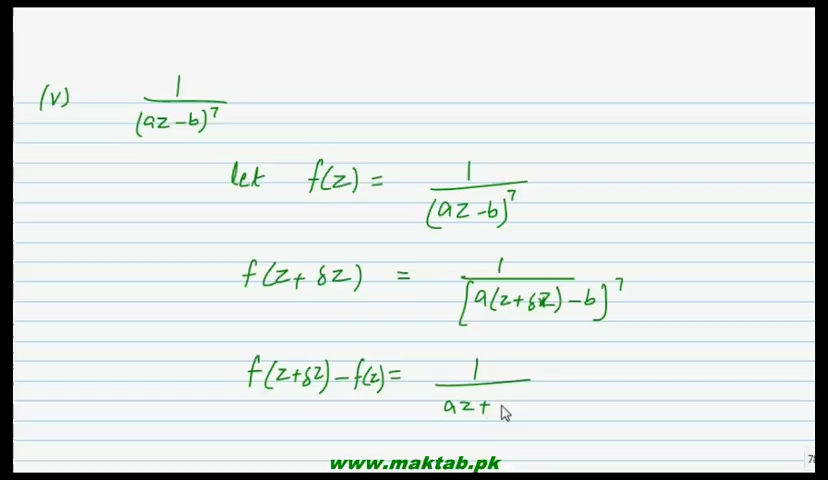 (v) 1/(az-b)^7
let f(z) = 1/(az-b)^7
f(z+δz) = 1/[a(z+δz)-b]^7
f(z+δz)-f(z)= 1/az+
www.maktab.pk